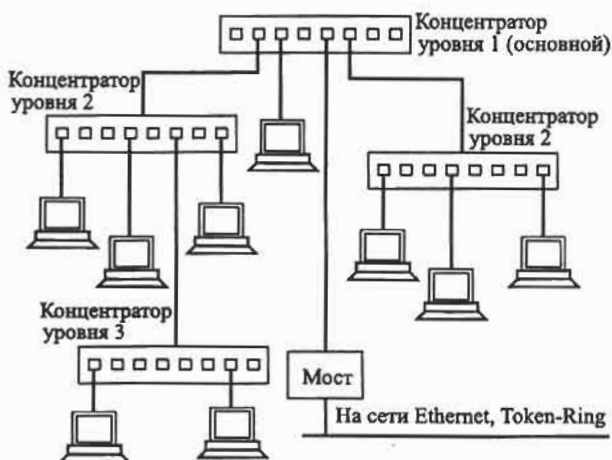 Концентратор
уровня 1 (основной)
Концентратор
уровня 2
Концентратор
уровня 2
Концентратор
уровня 3
Мост
На сети Ethernet, Token-Ring